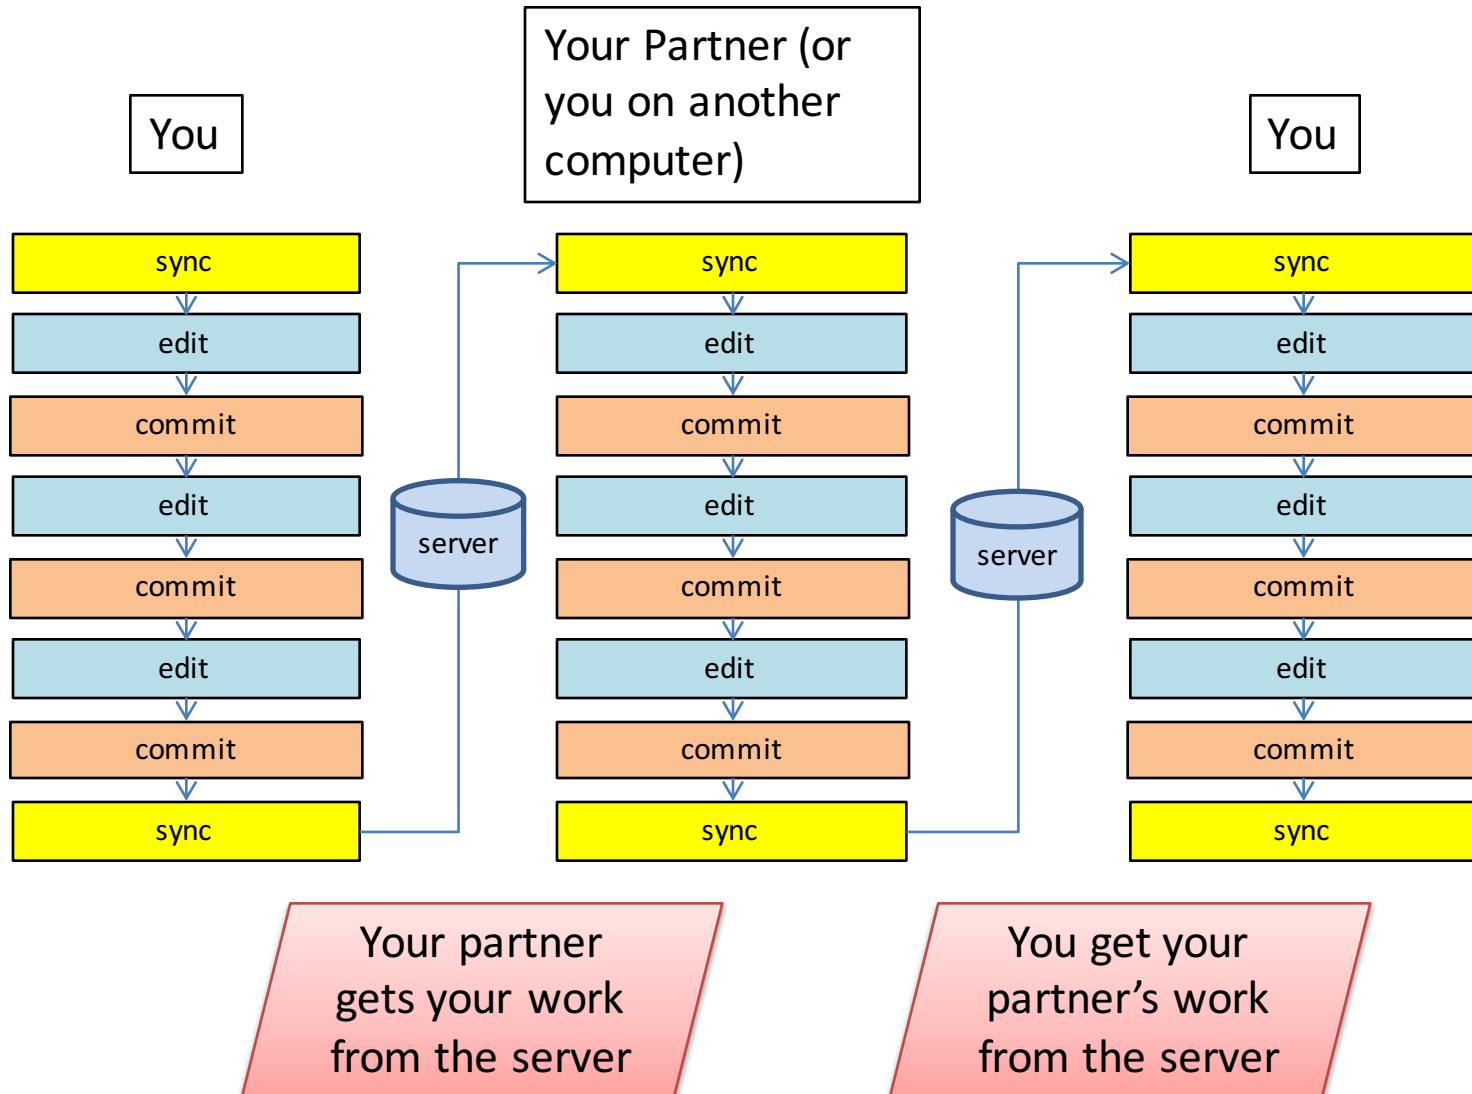 You
Your Partner (or
you on another
computer)
You
sync
edit
commit
edit
commit
edit
commit
sync
server
sync
edit
commit
edit
commit
edit
commit
sync
server
sync
edit
commit
edit
commit
edit
commit
sync
Your partner
gets your work
from the server
You get your
partner’s work
from the server